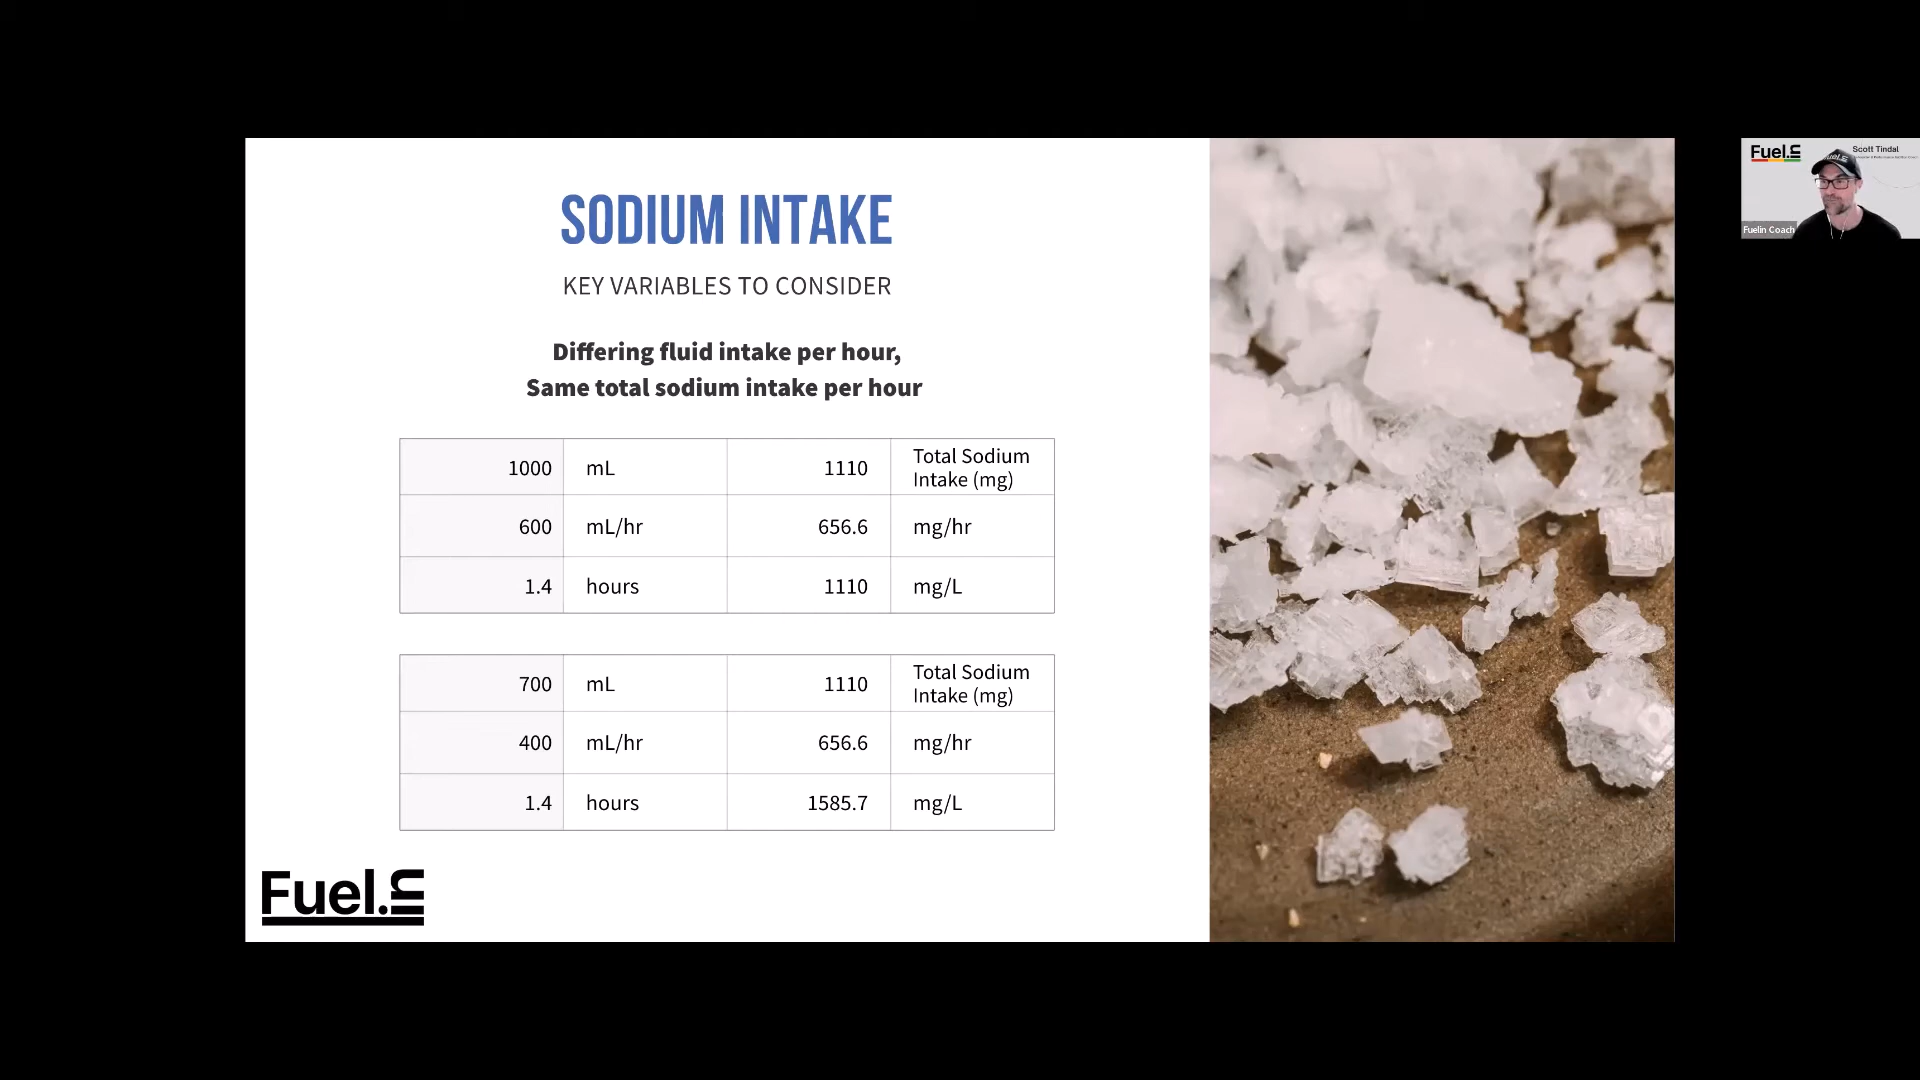 SODIUM INTAKE
KEY VARIABLES TO CONSIDER
Differing fluid intake per hour,
Same total sodium intake per hour
1000 mL 1110 Total Sodium
Intake (mg)
600 mL/hr 656.6 mg/hr
1.4 hours 1110 mg/L
700 mL 1110 Total Sodium
Intake (mg)
400 mL/hr 656.6 mg/hr
1.4 hours 1585.7 mg/L
Fuel.in
Fuel.in
Scott Tindal
Fuelin Coach